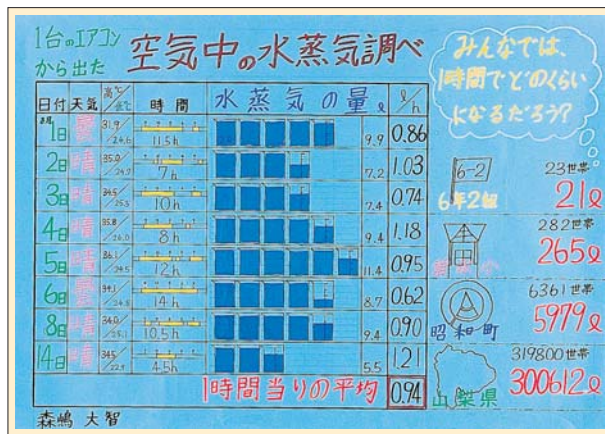 1台のエアコンから出た
空気中の水蒸気調べ
みんなでは、
1時間でどのくらい
になるだろう?
日付 天気 高℃/低℃ 時間 水蒸気の量 ℓ ℓ/h
8月1日 曇 31.9/24.6 11.5h 9.9 0.86
2日 晴 35.0/24.9 7h 7.2 1.03
3日 晴 34.5/25.5 10h 7.4 0.74
4日 晴 35.8/26.0 8h 9.4 1.18
5日 晴 36.1/24.5 12h 11.4 0.95
6日 曇 34.1/24.8 14h 8.7 0.62
8日 晴 34.0/25.1 10.5h 9.4 0.90
14日 晴 34.5 4.5h 5.5 1.21
1時間当りの平均 0.94
6-2
6年2組
23世帯
21ℓ
282世帯
265ℓ
昭和町
6361世帯
5979ℓ
山梨県
319800世帯
300612ℓ
森嶋 大智